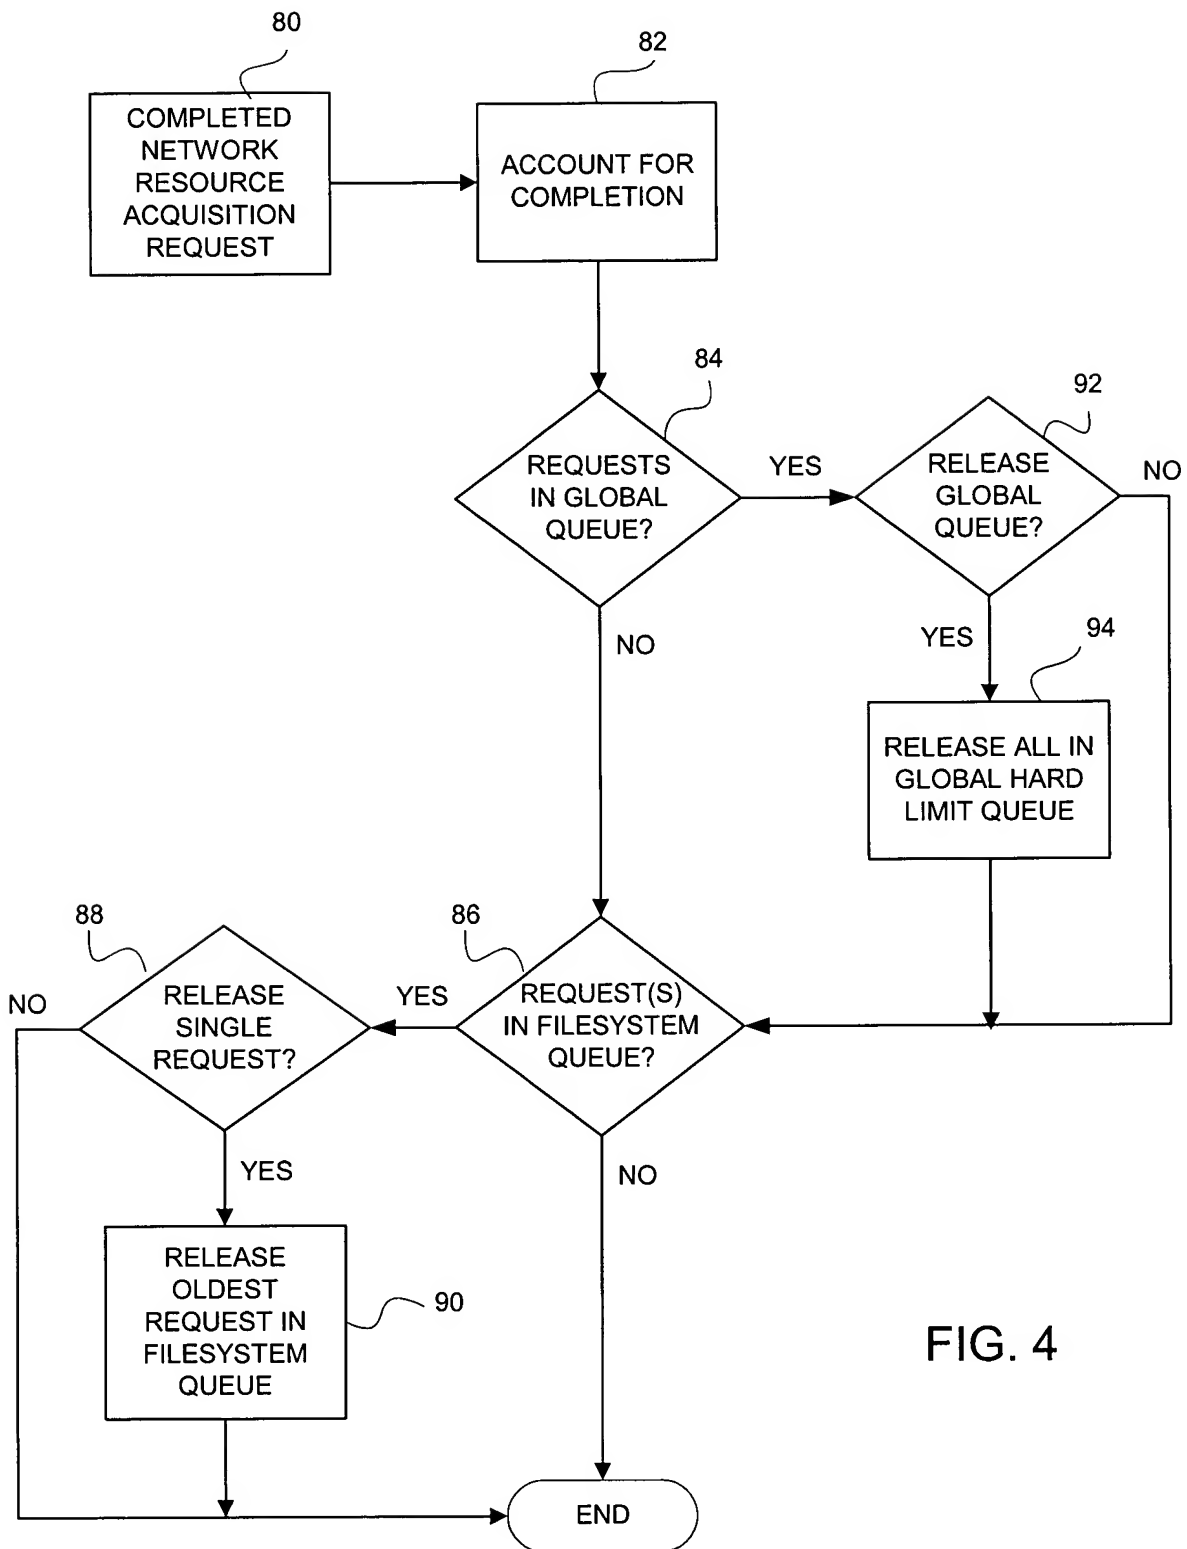 80
COMPLETED
NETWORK
RESOURCE
ACQUISITION
REQUEST
82
ACCOUNT FOR
COMPLETION
84
REQUESTS
IN GLOBAL
QUEUE?
YES
NO
92
RELEASE
GLOBAL
QUEUE?
NO
YES
94
RELEASE ALL IN
GLOBAL HARD
LIMIT QUEUE
86
REQUEST(S)
IN FILESYSTEM
QUEUE?
YES
NO
88
RELEASE
SINGLE
REQUEST?
NO
YES
RELEASE
OLDEST
REQUEST IN
FILESYSTEM
QUEUE
90
END
FIG. 4